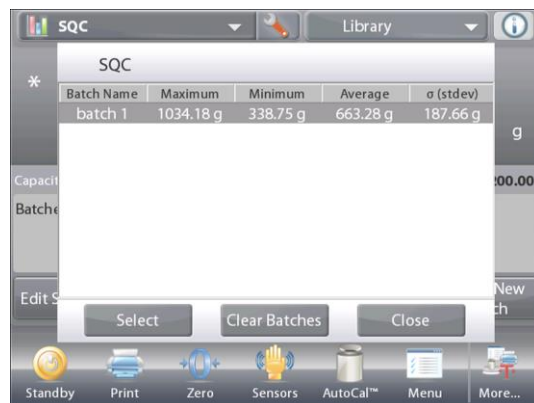 SQC Library
SQC
*
Batch Name Maximum Minimum Average σ (stdev)
batch 1 1034.18 g 338.75 g 663.28 g 187.66 g
g
Capacit 200.00
Batche
Edit S New
ch
Select Clear Batches Close
Standby Print Zero Sensors AutoCal™ Menu More...